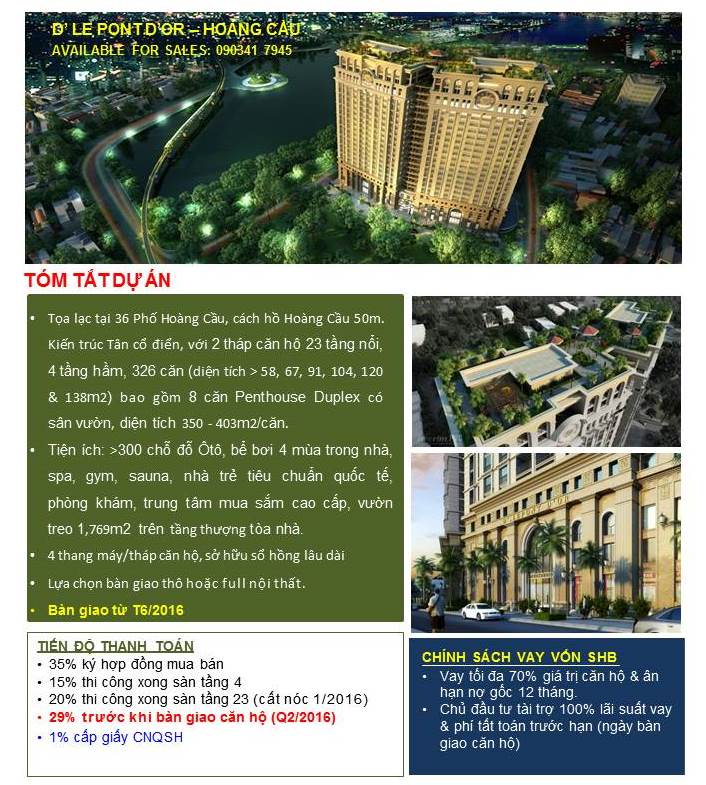 D' LE PONT D'OR – HOÀNG CẦU
AVAILABLE FOR SALES: 090341 7945
TÓM TẮT DỰ ÁN
• Tọa lạc tại 36 Phố Hoàng Cầu, cách hồ Hoàng Cầu 50m.
Kiến trúc Tân cổ điển, với 2 tháp căn hộ 23 tầng nổi,
4 tầng hầm, 326 căn (diện tích > 58, 67, 91, 104, 120
& 138m2) bao gồm 8 căn Penthouse Duplex có
sân vườn, diện tích 350 - 403m2/căn.
• Tiện ích: >300 chỗ đỗ Ôtô, bể bơi 4 mùa trong nhà,
spa, gym, sauna, nhà trẻ tiêu chuẩn quốc tế,
phòng khám, trung tâm mua sắm cao cấp, vườn
treo 1,769m2 trên tầng thượng tòa nhà.
• 4 thang máy/tháp căn hộ, sở hữu sổ hồng lâu dài
• Lựa chọn bàn giao thô hoặc full nội thất.
• Bàn giao từ T6/2016
TIẾN ĐỘ THANH TOÁN
• 35% ký hợp đồng mua bán
• 15% thi công xong sàn tầng 4
• 20% thi công xong sàn tầng 23 (cất nóc 1/2016)
• 29% trước khi bàn giao căn hộ (Q2/2016)
• 1% cấp giấy CNQSH
CHÍNH SÁCH VAY VỐN SHB
• Vay tối đa 70% giá trị căn hộ & ân
hạn nợ gốc 12 tháng.
• Chủ đầu tư tài trợ 100% lãi suất vay
& phí tất toán trước hạn (ngày bàn
giao căn hộ)